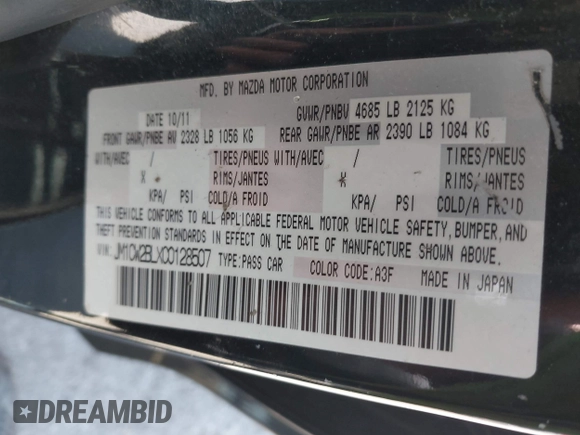 MFD. BY MAZDA MOTOR CORPORATION
DATE 10/11 GVWR/PNBV 4685 LB 2125 KG
FRONT GAWR/PNBE AV 2328 LB 1056 KG REAR GAWR/PNBE AR 2390 LB 1084 KG
WITH/AVEC / TIRES/PNEUS WITH/AVEC / TIRES/PNEUS
* RIMS/JANTES * RIMS/JANTES
KPA/ PSI COLD/A FROID KPA/ PSI COLD/A FROID
THIS VEHICLE CONFORMS TO ALL APPLICABLE FEDERAL MOTOR VEHICLE SAFETY, BUMPER, AND
THEFT PREVENTION STANDARDS IN EFFECT ON THE DATE OF MANUFACTURE SHOWN ABOVE.
VIN: JM1CW2BLXC0128507 TYPE:PASS CAR COLOR CODE:A3F MADE IN JAPAN
DREAMBID